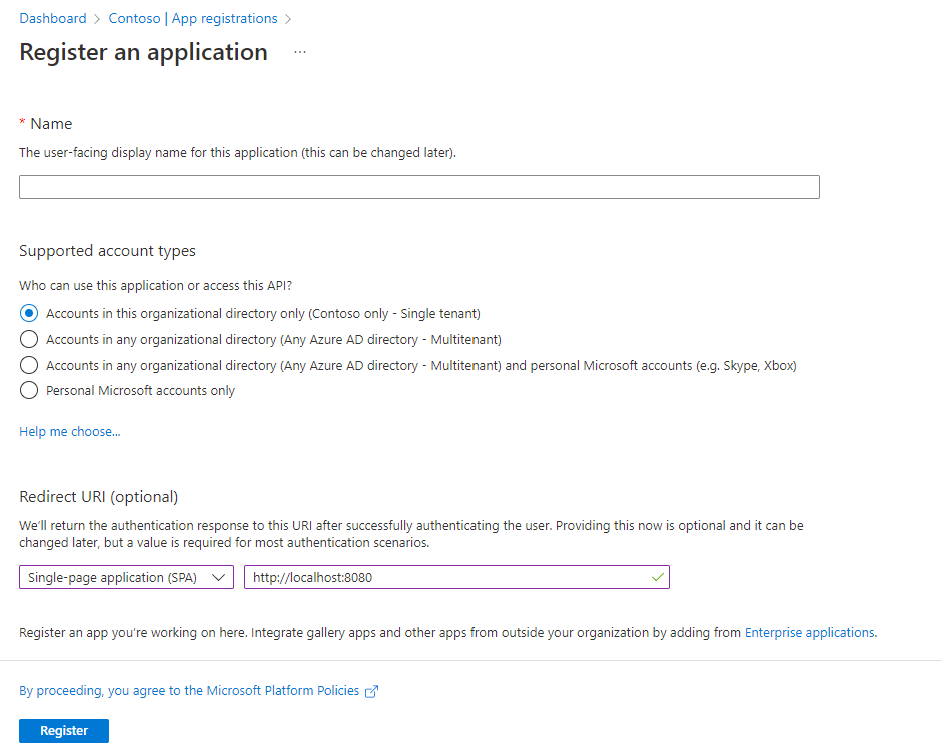 Dashboard > Contoso | App registrations >
Register an application ...
* Name
The user-facing display name for this application (this can be changed later).
Supported account types
Who can use this application or access this API?
Accounts in this organizational directory only (Contoso only - Single tenant)
Accounts in any organizational directory (Any Azure AD directory - Multitenant)
Accounts in any organizational directory (Any Azure AD directory - Multitenant) and personal Microsoft accounts (e.g. Skype, Xbox)
Personal Microsoft accounts only
Help me choose...
Redirect URI (optional)
We'll return the authentication response to this URI after successfully authenticating the user. Providing this now is optional and it can be
changed later, but a value is required for most authentication scenarios.
Single-page application (SPA) http://localhost:8080
Register an app you're working on here. Integrate gallery apps and other apps from outside your organization by adding from Enterprise applications.
By proceeding, you agree to the Microsoft Platform Policies
Register